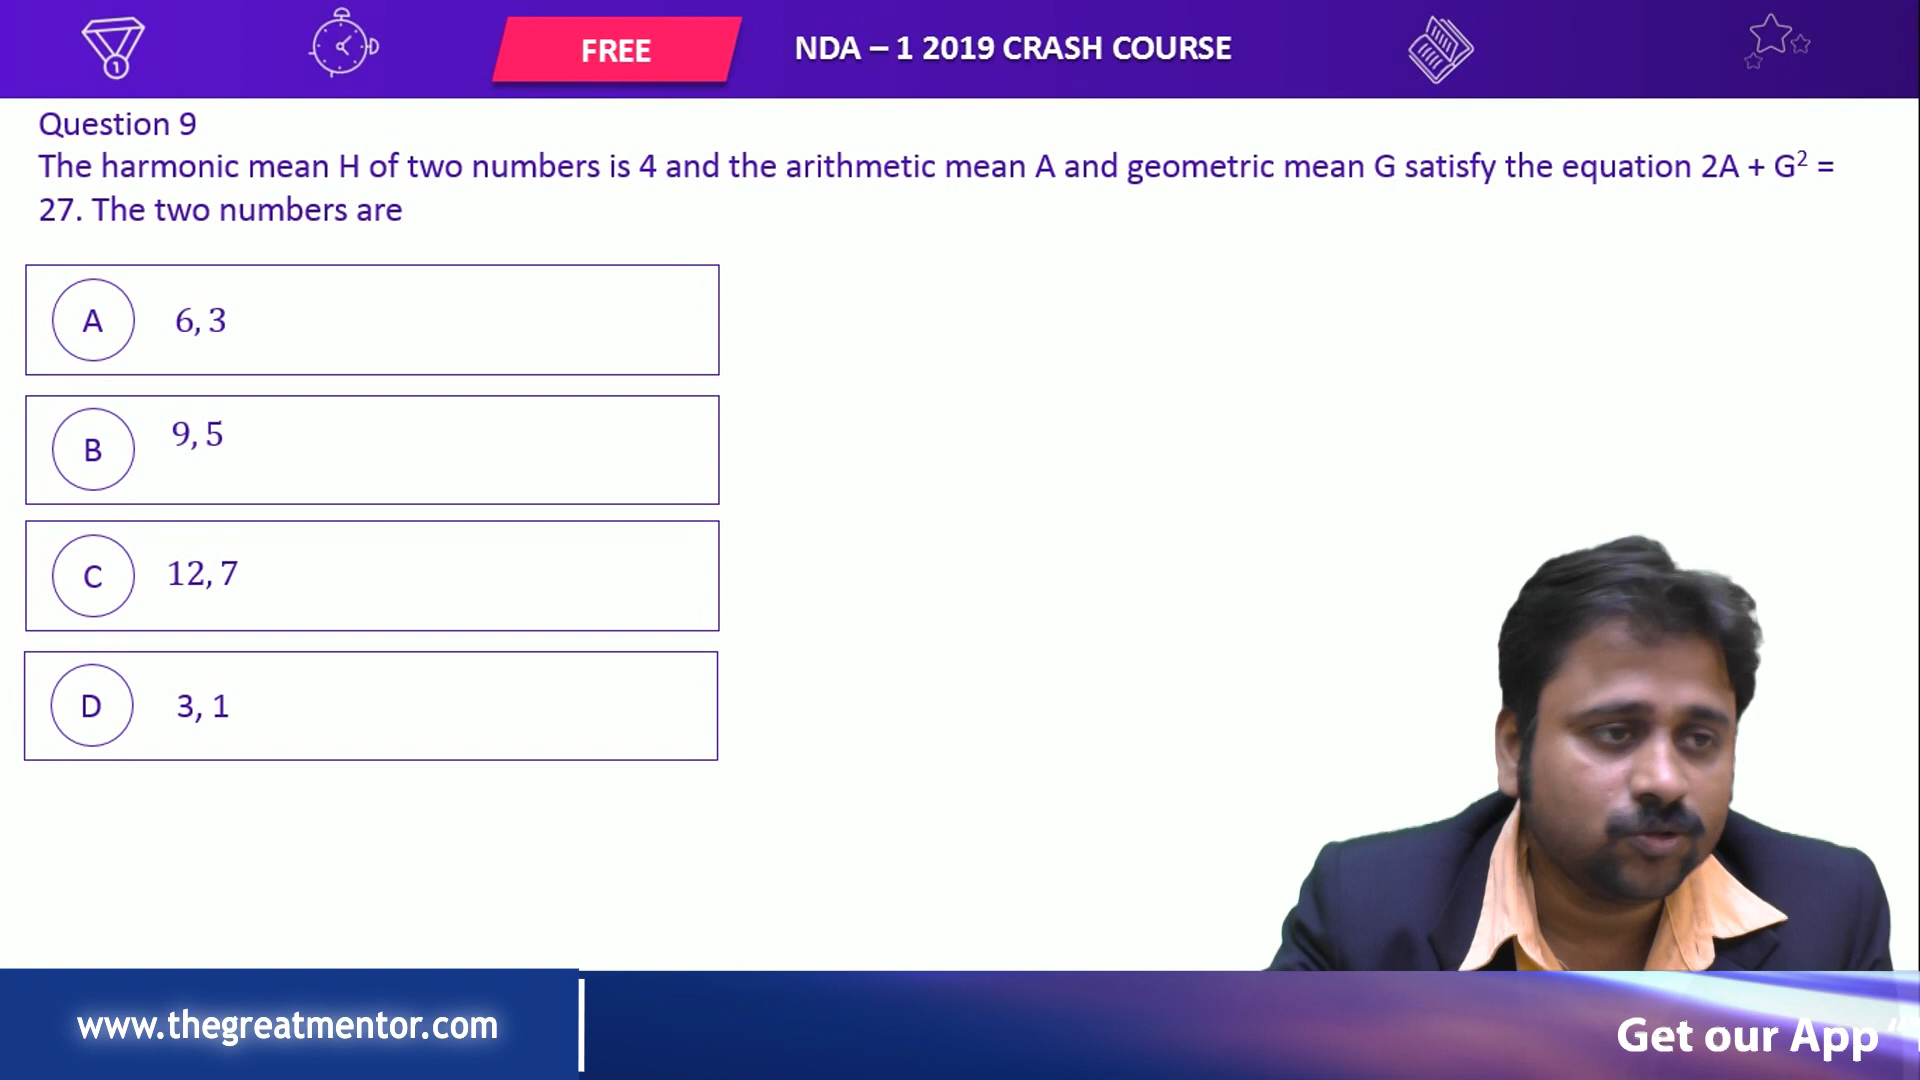 FREE
NDA – 1 2019 CRASH COURSE
1
Question 9
The harmonic mean H of two numbers is 4 and the arithmetic mean A and geometric mean G satisfy the equation 2A + G² =
27. The two numbers are
A 6, 3
B 9, 5
C 12, 7
D 3, 1
www.thegreatmentor.com
Get our App “